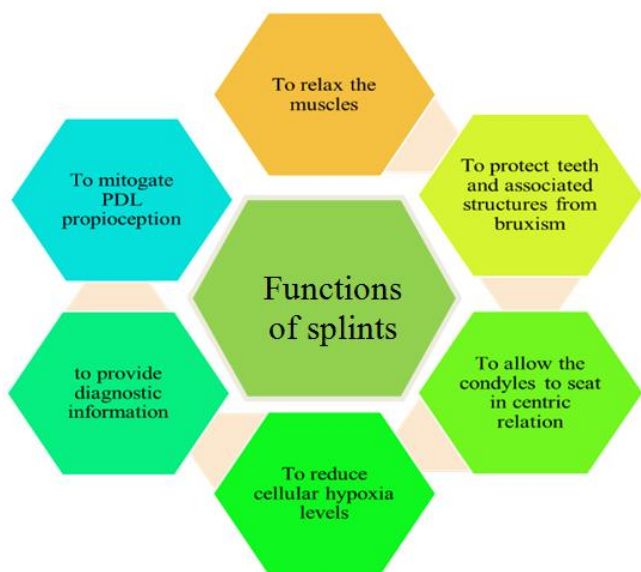 To relax the
muscles
To protect teeth
and associated
structures from
bruxism
To allow the
condyles to seat
in centric
relation
To reduce
cellular hypoxia
levels
to provide
diagnostic
information
To mitogate
PDL
propioception
Functions
of splints